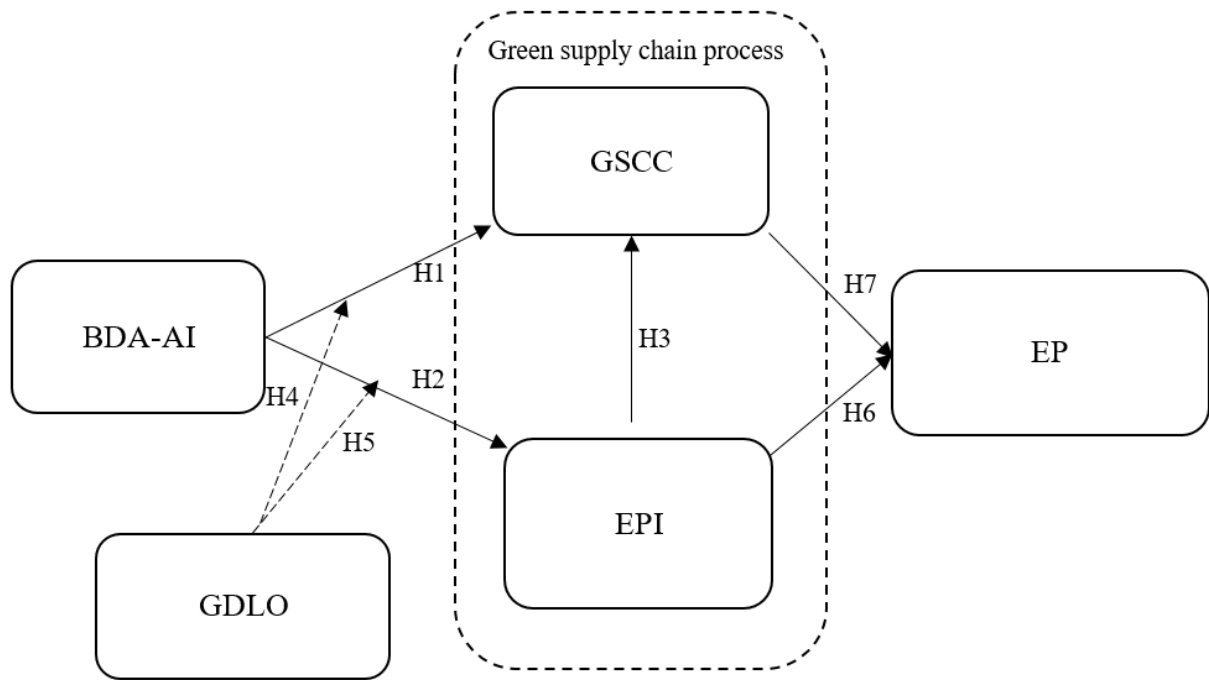 Green supply chain process
GSCC
H1
H7
BDA-AI
H3
EP
H2
H4
H6
H5
EPI
GDLO